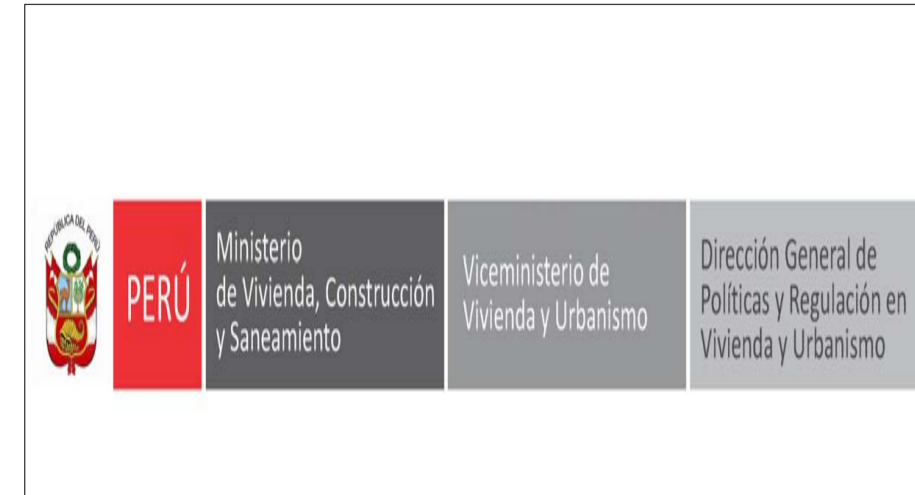 REPÚBLICA DEL PERÚ
PERÚ
Ministerio
de Vivienda, Construcción
y Saneamiento
Viceministerio de
Vivienda y Urbanismo
Dirección General de
Políticas y Regulación en
Vivienda y Urbanismo